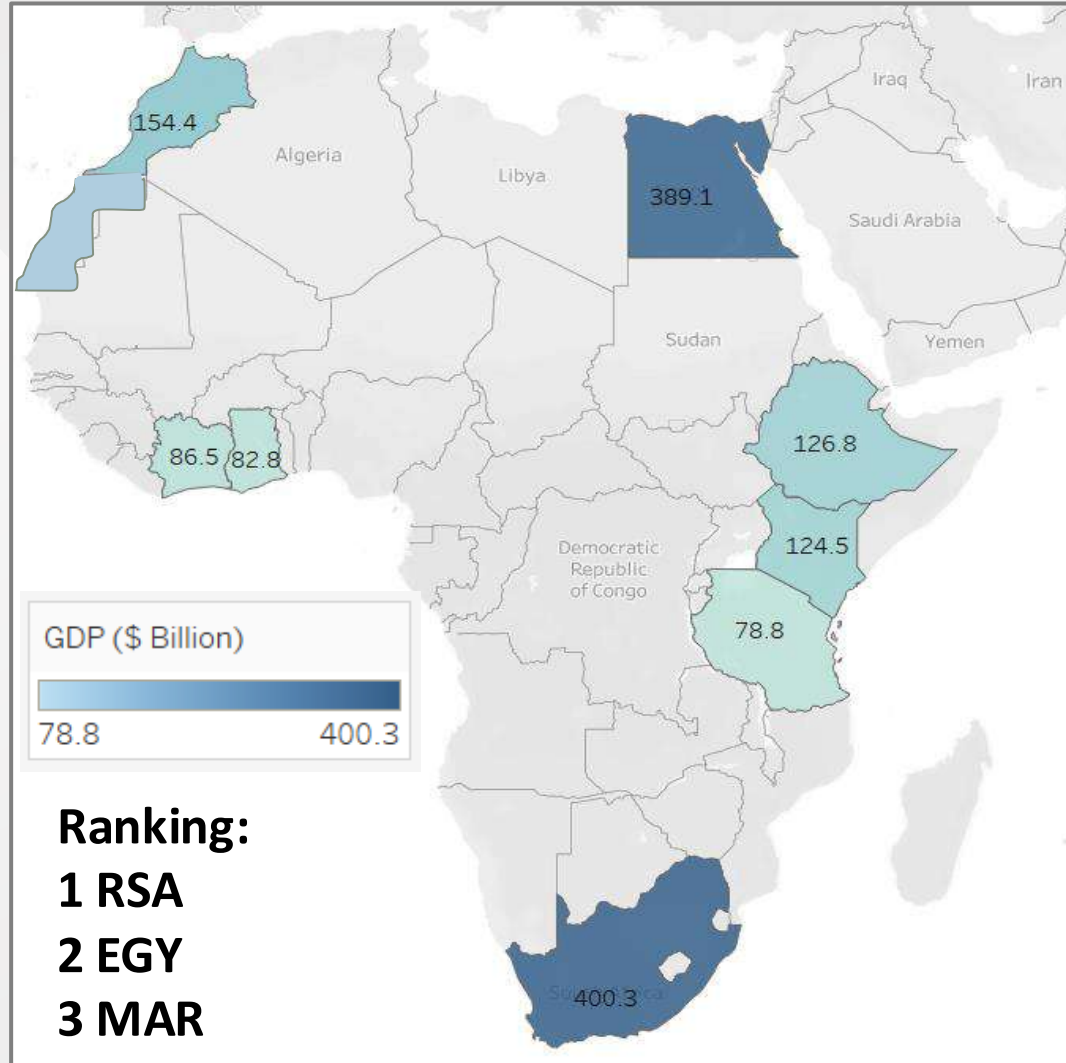 Iraq
Iran
154.4
Algeria
Libya
389.1
Saudi Arabia
Sudan
Yemen
86.5
82.8
126.8
124.5
Democratic
Republic
of Congo
78.8
GDP ($ Billion)
78.8
400.3
Ranking:
1 RSA
2 EGY
3 MAR
400.3